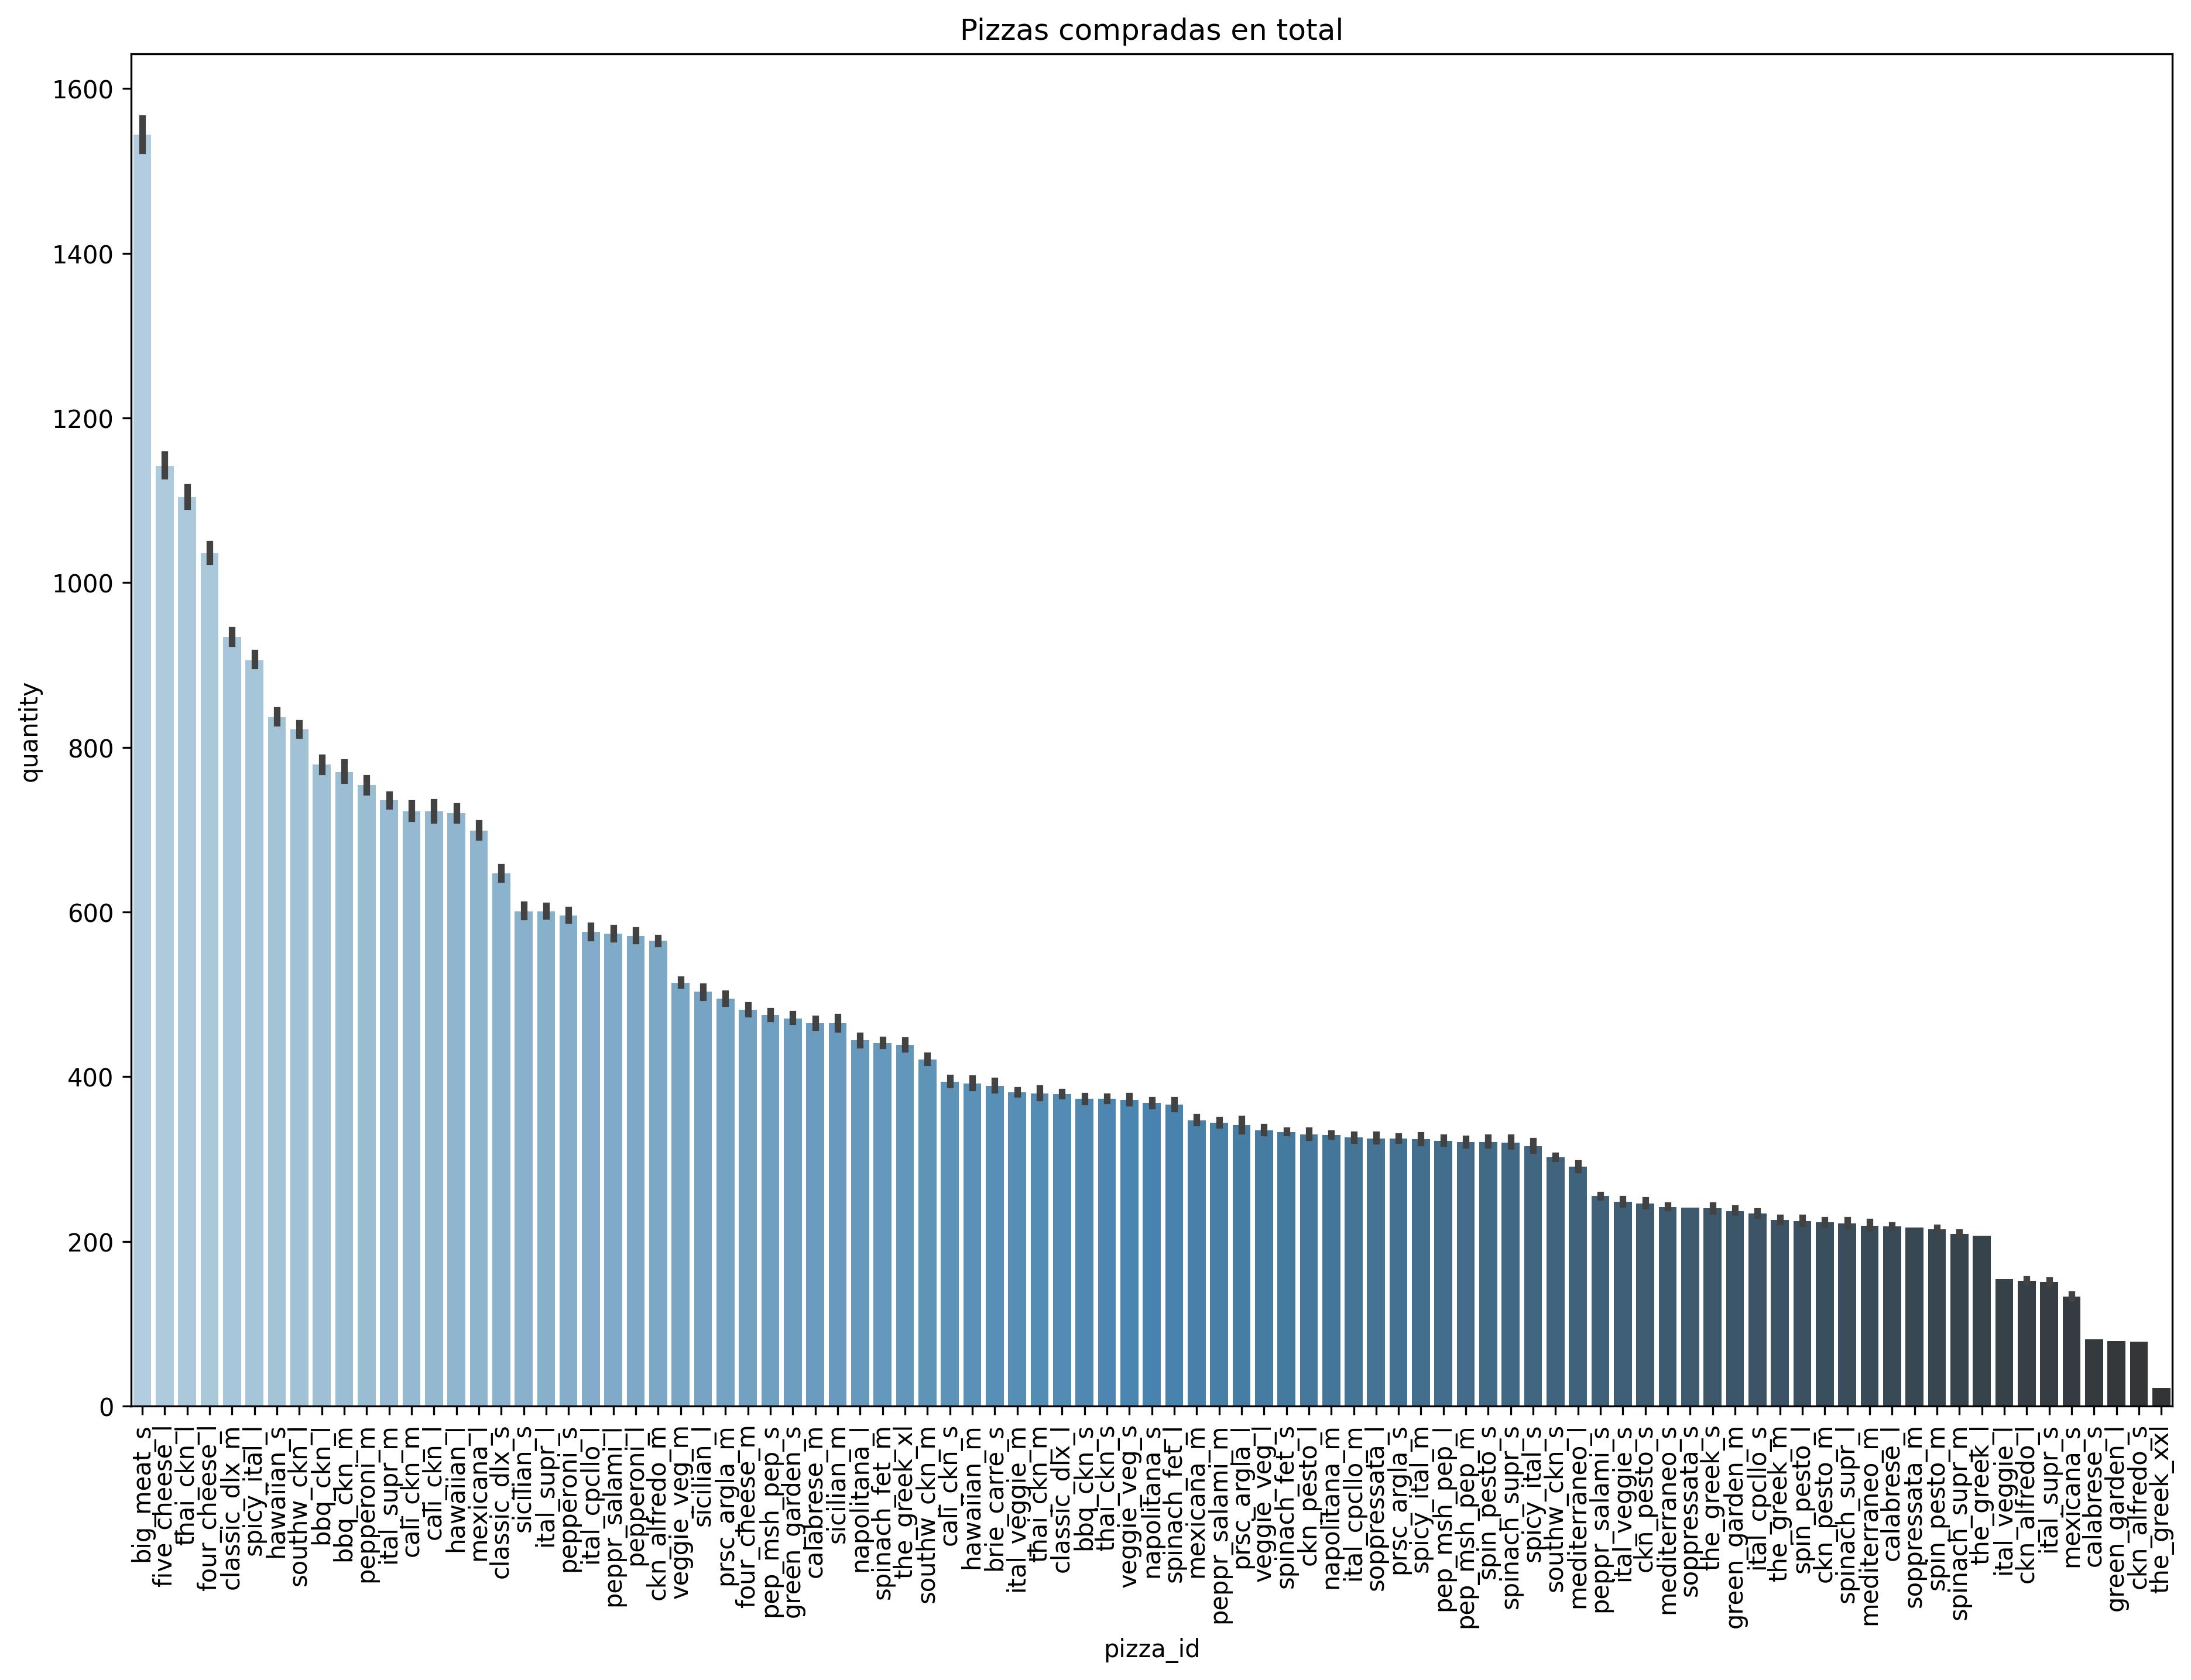 Pizzas compradas en total
1600
1400
1200
1000
800
600
400
200
0
quantity
big_meat_s
five_cheese_l
thai_ckn_l
four_cheese_l
classic_dlx_m
spicy_ital_l
hawaiian_s
southw_ckn_l
bbq_ckn_l
bbq_ckn_m
pepperoni_m
ital_supr_m
cali_ckn_m
cali_ckn_l
hawaiian_l
mexicana_l
classic_dlx_s
sicilian_s
ital_supr_l
pepperoni_s
ital_cpcllo_l
peppr_salami_l
pepperoni_l
ckn_alfredo_m
veggie_veg_m
sicilian_l
prsc_argla_m
four_cheese_m
pep_msh_pep_s
green_garden_s
calabrese_m
sicilian_m
napolitana_l
spinach_fet_m
the_greek_xl
southw_ckn_m
cali_ckn_s
hawaiian_m
brie_carre_s
ital_veggie_m
thai_ckn_m
classic_dlx_l
bbq_ckn_s
thai_ckn_s
veggie_veg_s
napolitana_s
spinach_fet_l
mexicana_m
peppr_salami_m
prsc_argla_l
veggie_veg_l
spinach_fet_s
ckn_pesto_l
napolitana_m
ital_cpcllo_m
soppressata_l
prsc_argla_s
spicy_ital_m
pep_msh_pep_l
pep_msh_pep_m
spin_pesto_s
spinach_supr_s
spicy_ital_s
southw_ckn_s
mediterraneo_l
peppr_salami_s
ital_veggie_s
ckn_pesto_s
mediterraneo_s
soppressata_s
the_greek_s
green_garden_m
ital_cpcllo_s
the_greek_m
spin_pesto_l
ckn_pesto_m
spinach_supr_l
mediterraneo_m
calabrese_l
soppressata_m
spin_pesto_m
spinach_supr_m
the_greek_l
ital_veggie_l
ckn_alfredo_l
ital_supr_s
mexicana_s
calabrese_s
green_garden_l
ckn_alfredo_s
the_greek_xxl
pizza_id